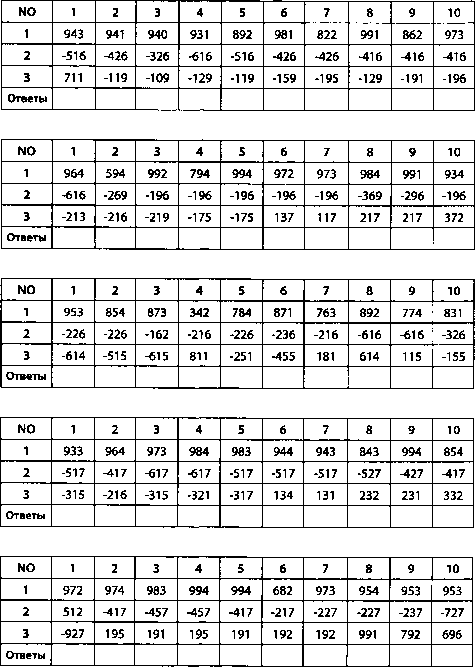 NO 1 2 3 4 5 6 7 8 9 10
1 943 941 940 931 892 981 822 991 862 973
2 -516 -426 -326 -616 -516 -426 -426 -416 -416 -416
3 711 -119 -109 -129 -119 -159 -195 -129 -191 -196
Ответы
NO 1 2 3 4 5 6 7 8 9 10
1 964 594 992 794 994 972 973 984 991 934
2 -616 -269 -196 -196 -196 -196 -196 -369 -296 -196
3 -213 -216 -219 -175 -175 137 117 217 217 372
Ответы
NO 1 2 3 4 5 6 7 8 9 10
1 953 854 873 342 784 871 763 892 774 831
2 -226 -226 -162 -216 -226 -236 -216 -616 -616 -326
3 -614 -515 -615 811 -251 -455 181 614 115 -155
Ответы
NO 1 2 3 4 5 6 7 8 9 10
1 933 964 973 984 983 944 943 843 994 854
2 -517 -417 -617 -617 -517 -517 -517 -527 -427 -417
3 -315 -216 -315 -321 -317 134 131 232 231 332
Ответы
NO 1 2 3 4 5 6 7 8 9 10
1 972 974 983 994 994 682 973 954 953 953
2 512 -417 -457 -457 -417 -217 -227 -227 -237 -727
3 -927 195 191 195 191 192 192 991 792 696
Ответы